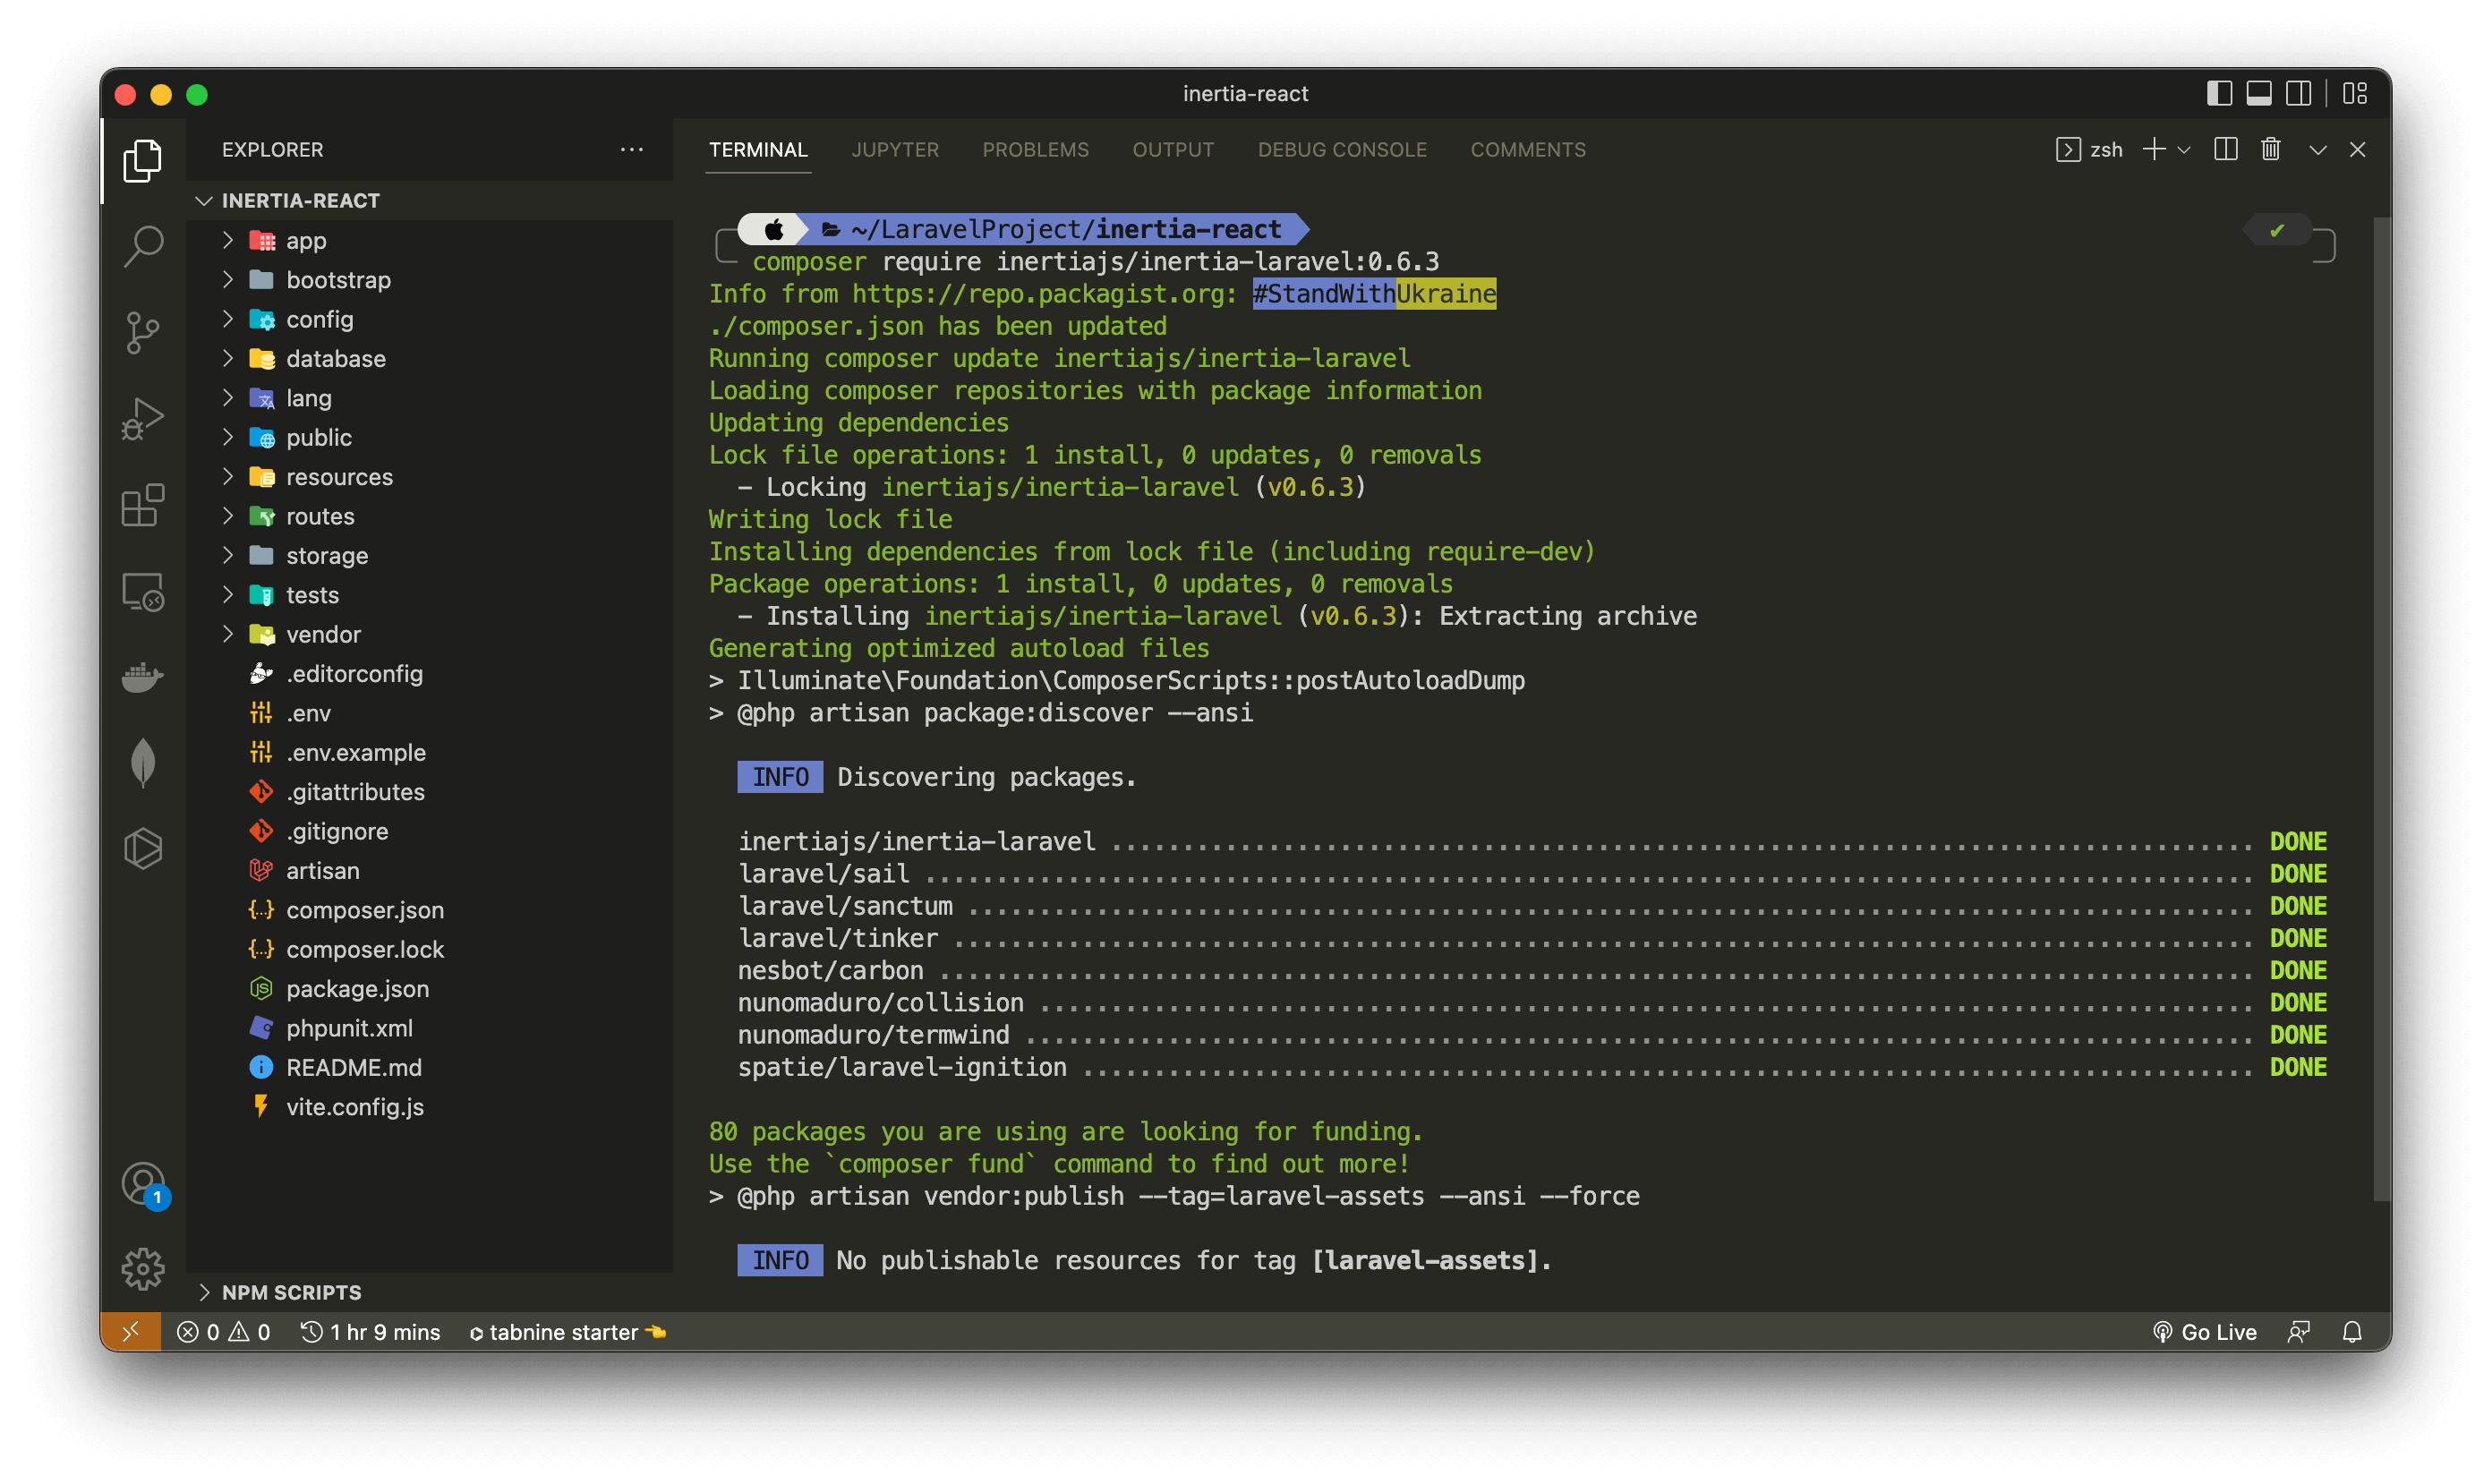 inertia-react
EXPLORER
INERTIA-REACT
app
bootstrap
config
database
lang
public
resources
routes
storage
tests
vendor
.editorconfig
.env
.env.example
.gitattributes
.gitignore
artisan
composer.json
composer.lock
package.json
phpunit.xml
README.md
vite.config.js
NPM SCRIPTS
TERMINAL JUPYTER PROBLEMS OUTPUT DEBUG CONSOLE COMMENTS zsh
~/LaravelProject/inertia-react
composer require inertiajs/inertia-laravel:0.6.3
Info from https://repo.packagist.org: #StandWithUkraine
./composer.json has been updated
Running composer update inertiajs/inertia-laravel
Loading composer repositories with package information
Updating dependencies
Lock file operations: 1 install, 0 updates, 0 removals
- Locking inertiajs/inertia-laravel (v0.6.3)
Writing lock file
Installing dependencies from lock file (including require-dev)
Package operations: 1 install, 0 updates, 0 removals
- Installing inertiajs/inertia-laravel (v0.6.3): Extracting archive
Generating optimized autoload files
> Illuminate\Foundation\ComposerScripts::postAutoloadDump
> @php artisan package:discover --ansi
INFO Discovering packages.
inertiajs/inertia-laravel ................................................................................ DONE
laravel/sail ............................................................................................. DONE
laravel/sanctum .......................................................................................... DONE
laravel/tinker ........................................................................................... DONE
nesbot/carbon ............................................................................................ DONE
nunomaduro/collision ..................................................................................... DONE
nunomaduro/termwind ...................................................................................... DONE
spatie/laravel-ignition .................................................................................. DONE
80 packages you are using are looking for funding.
Use the `composer fund` command to find out more!
> @php artisan vendor:publish --tag=laravel-assets --ansi --force
INFO No publishable resources for tag [laravel-assets].
1
0 0 1 hr 9 mins tabnine starter Go Live